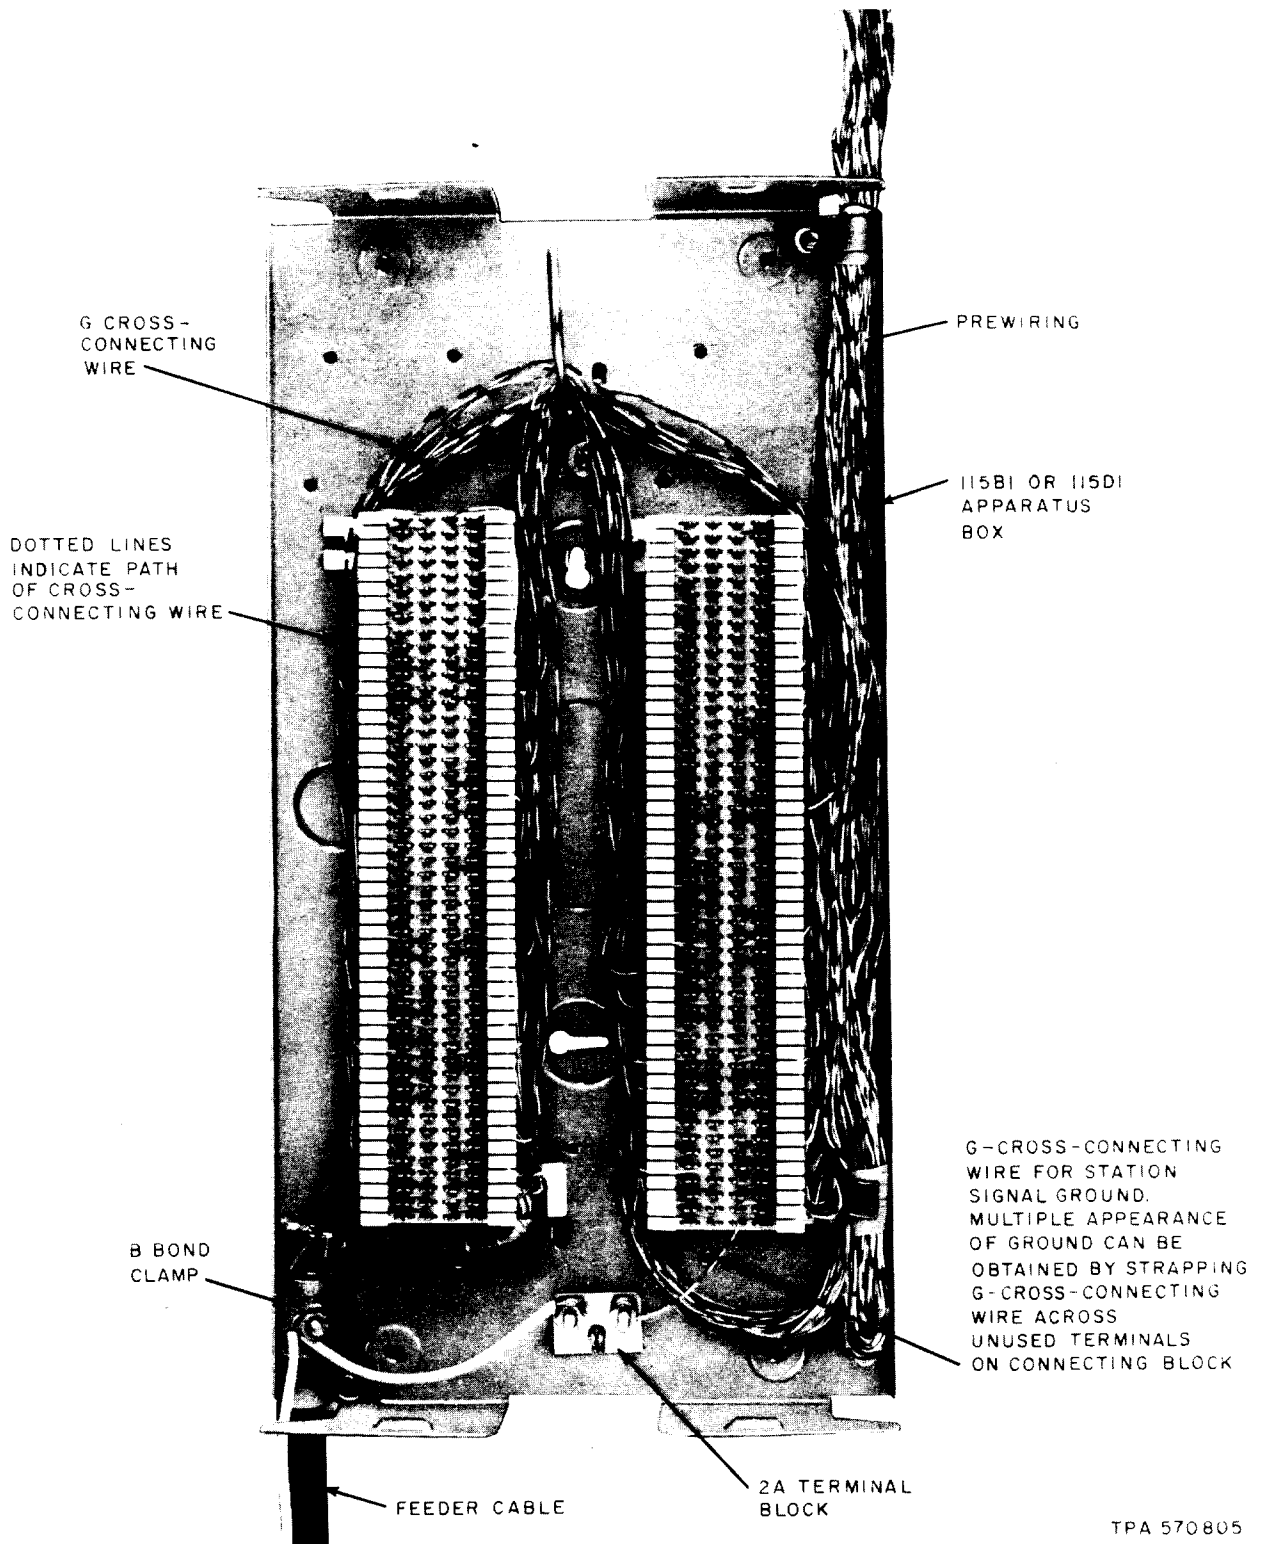 G CROSS-
CONNECTING
WIRE
PREWIRING
115B1 OR 115D1
APPARATUS
BOX
DOTTED LINES
INDICATE PATH
OF CROSS-
CONNECTING WIRE
G-CROSS-CONNECTING
WIRE FOR STATION
SIGNAL GROUND.
MULTIPLE APPEARANCE
OF GROUND CAN BE
OBTAINED BY STRAPPING
G-CROSS-CONNECTING
WIRE ACROSS
UNUSED TERMINALS
ON CONNECTING BLOCK
B BOND
CLAMP
2A TERMINAL
BLOCK
FEEDER CABLE
TPA 570805